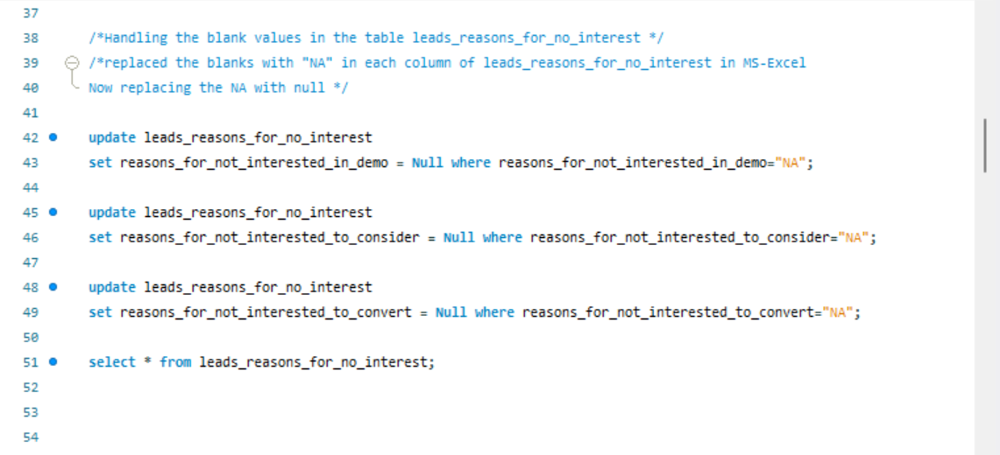 37
38 /*Handling the blank values in the table leads_reasons_for_no_interest */
39 /*replaced the blanks with "NA" in each column of leads_reasons_for_no_interest in MS-Excel
40 Now replacing the NA with null */
41
42 update leads_reasons_for_no_interest
43 set reasons_for_not_interested_in_demo = Null where reasons_for_not_interested_in_demo="NA";
44
45 update leads_reasons_for_no_interest
46 set reasons_for_not_interested_to_consider = Null where reasons_for_not_interested_to_consider="NA";
47
48 update leads_reasons_for_no_interest
49 set reasons_for_not_interested_to_convert = Null where reasons_for_not_interested_to_convert="NA";
50
51 select * from leads_reasons_for_no_interest;
52
53
54